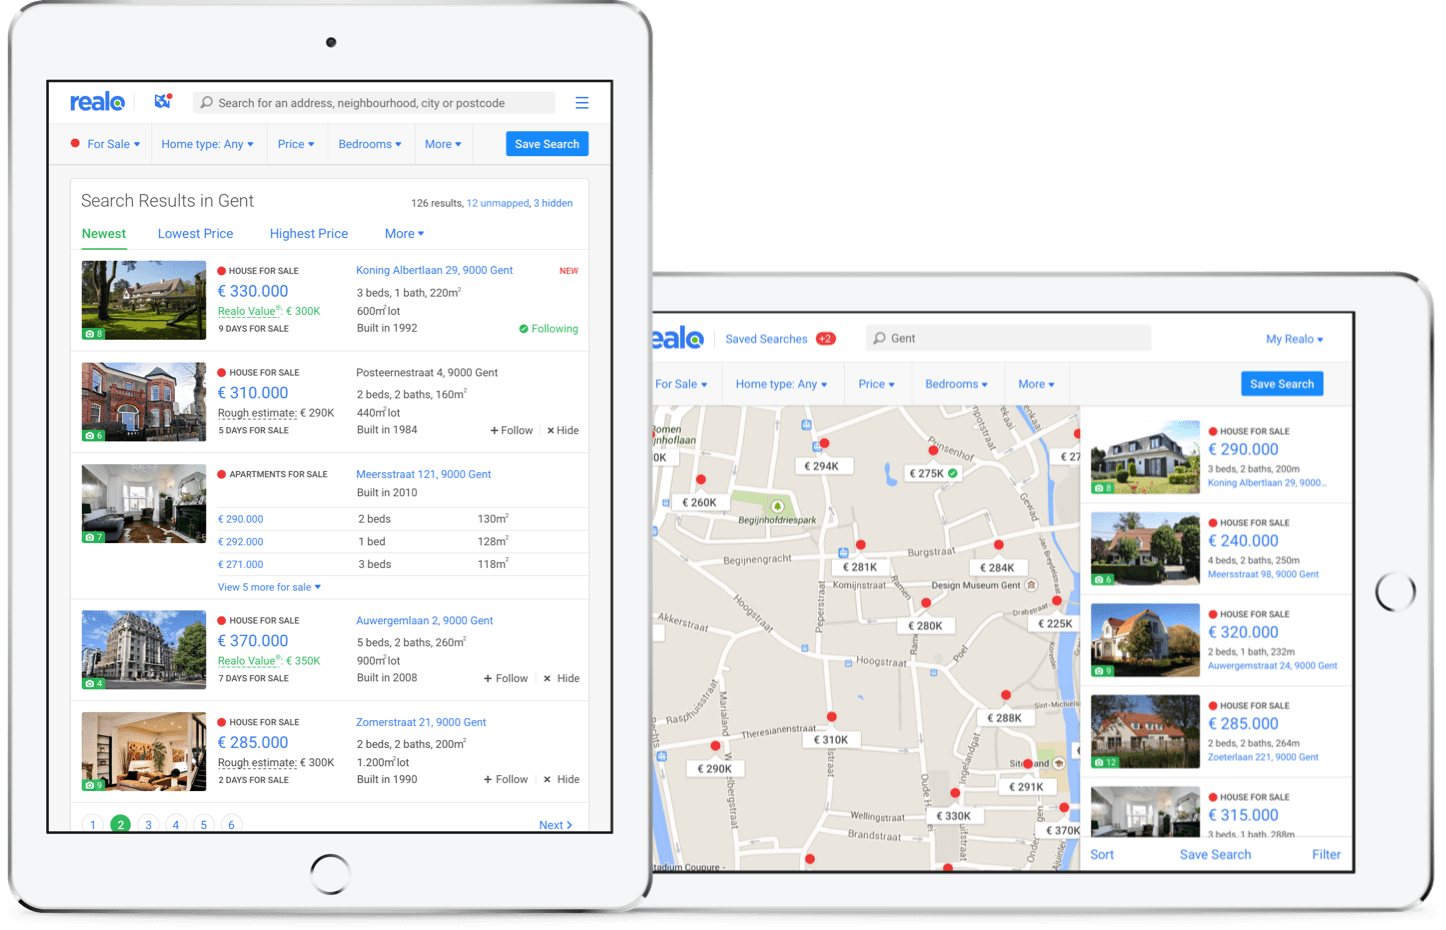 realo
Search for an address, neighbourhood, city or postcode
For Sale
Home type: Any
Price
Bedrooms
More
Save Search
Search Results in Gent
126 results, 12 unmapped, 3 hidden
Newest
Lowest Price
Highest Price
More
8
HOUSE FOR SALE
€ 330.000
Realo Value®: € 300K
9 DAYS FOR SALE
Koning Albertlaan 29, 9000 Gent
NEW
3 beds, 1 bath, 220m²
600m² lot
Built in 1992
Following
6
HOUSE FOR SALE
€ 310.000
Rough estimate: € 290K
5 DAYS FOR SALE
Posteernestraat 4, 9000 Gent
2 beds, 2 baths, 160m²
440m² lot
Built in 1984
+ Follow
× Hide
7
APARTMENTS FOR SALE
Meersstraat 121, 9000 Gent
Built in 2010
€ 290.000 2 beds 130m²
€ 292.000 1 bed 128m²
€ 271.000 3 beds 118m²
View 5 more for sale
4
HOUSE FOR SALE
€ 370.000
Realo Value®: € 350K
7 DAYS FOR SALE
Auwergemlaan 2, 9000 Gent
5 beds, 2 baths, 260m²
900m² lot
Built in 2008
+ Follow
× Hide
9
HOUSE FOR SALE
€ 285.000
Rough estimate: € 300K
2 DAYS FOR SALE
Zomerstraat 21, 9000 Gent
2 beds, 2 baths, 200m²
1.200m² lot
Built in 1990
+ Follow
× Hide
1 2 3 4 5 6
Next
ealo
Saved Searches
+2
Gent
My Realo
For Sale
Home type: Any
Price
Bedrooms
More
Save Search
Romen
jnhoflaan
0K
€ 294K
Prinsenhof
€ 275K
€ 27
€ 260K
Begijnhofdriespark
Gewad
Jan Breydelstraat
Begijnengracht
Burgstraat
€ 281K
€ 284K
Komijnstraat
Ramen
Design Museum Gent
Hoogstraat
Peperstraat
€ 280K
Drabstraat
€ 225K
Akkerstraat
Poel
Hoogstraat
Rasphuisstraat
Marialand
€ 288K
Sint-Michiels
Theresianenstraat
€ 310K
€ 290K
Ingelandgat
€ 291K
€ 330K
Wellingstraat
€ 370K
Brandstraat
tadium Coupure -
8
HOUSE FOR SALE
€ 290.000
3 beds, 2 baths, 200m
Koning Albertlaan 29, 9000...
6
HOUSE FOR SALE
€ 240.000
4 beds, 2 baths, 250m
Meersstraat 98, 9000 Gent
9
HOUSE FOR SALE
€ 320.000
2 beds, 1 bath, 232m
Auwergemstraat 24, 9000 Gent
12
HOUSE FOR SALE
€ 285.000
2 beds, 2 baths, 264m
Zoeterlaan 221, 9000 Gent
HOUSE FOR SALE
€ 315.000
3 beds, 1 bath, 288m
Sort
Save Search
Filter